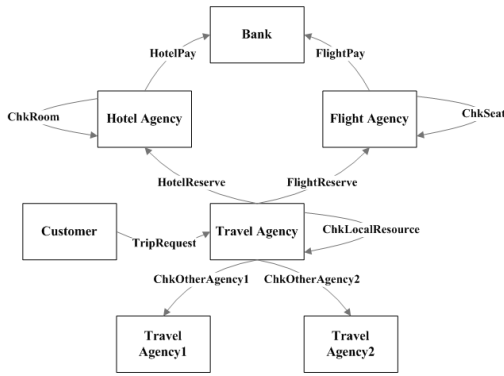 Bank
HotelPay
FlightPay
ChkRoom
Hotel Agency
Flight Agency
ChkSeat
HotelReserve
FlightReserve
Customer
TripRequest
Travel Agency
ChkLocalResource
ChkOtherAgency1
ChkOtherAgency2
Travel
Agency1
Travel
Agency2